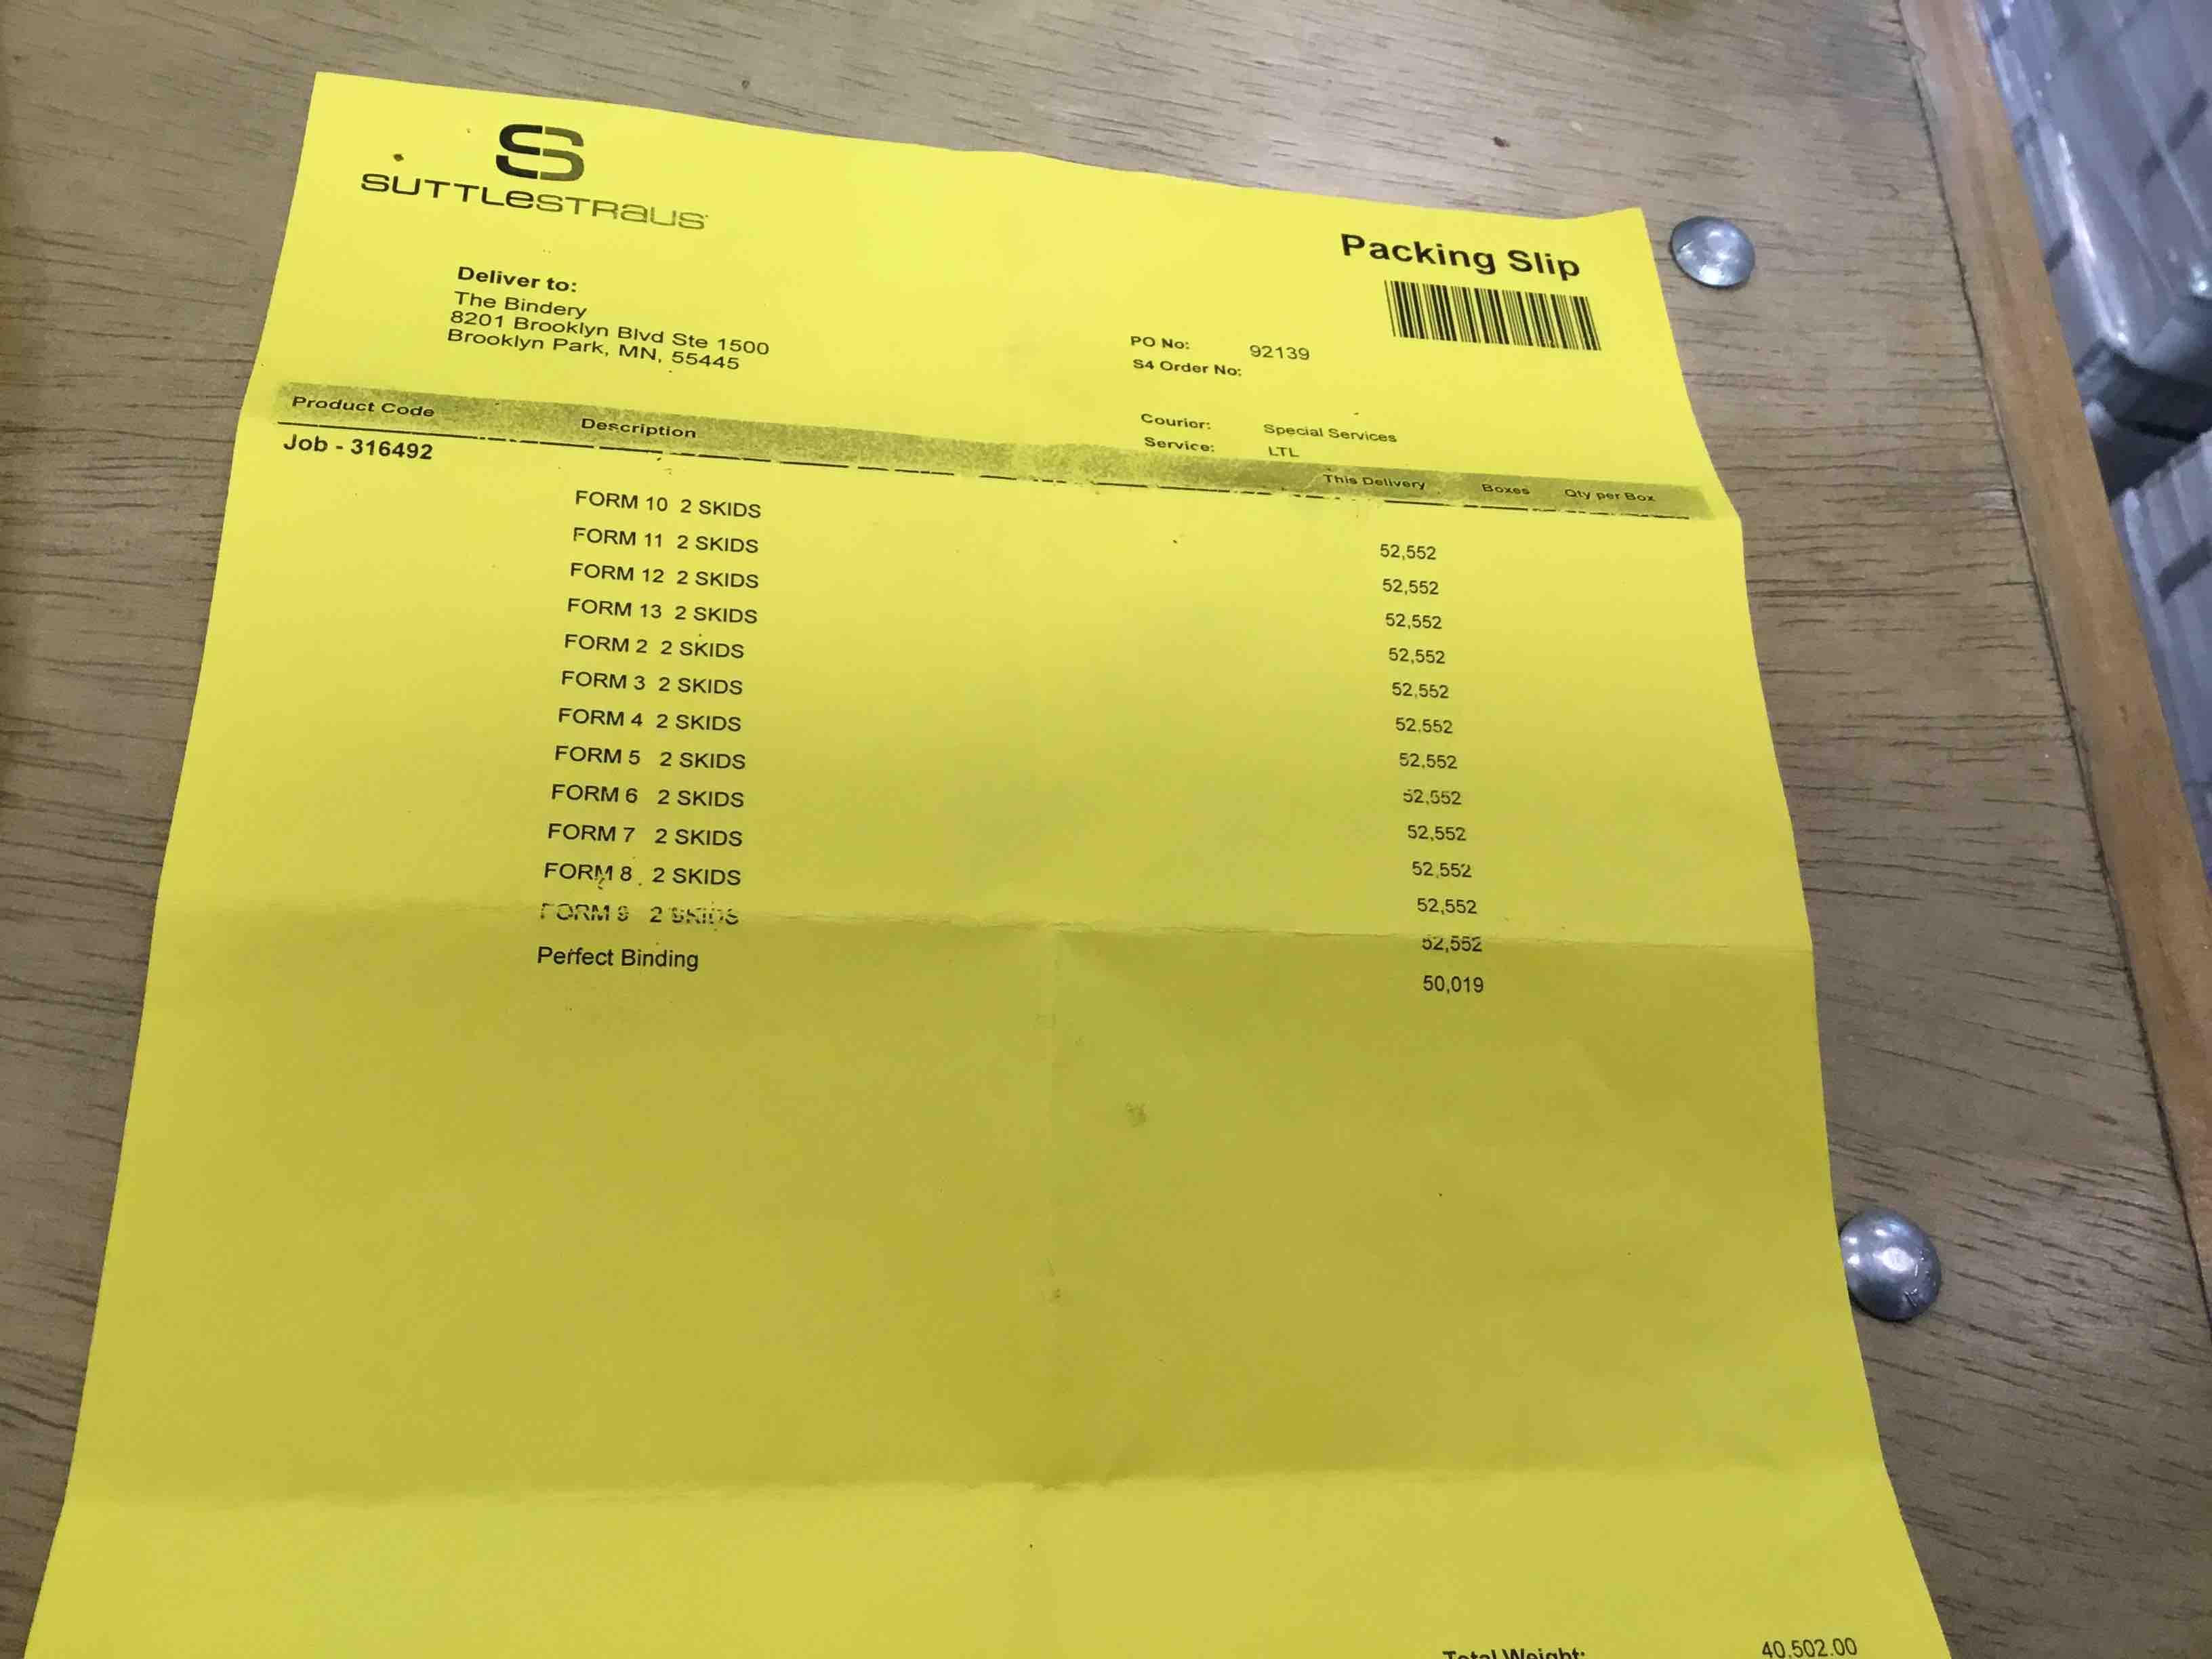 SUTTLESTRAUS
Packing Slip
Deliver to:
The Bindery
8201 Brooklyn Blvd Ste 1500
Brooklyn Park, MN, 55445
PO No: 92139
S4 Order No:
Courior: Special Services
Service: LTL
Product Code Description This Delivery Boxes Qty per Box
Job - 316492
FORM 10 2 SKIDS 52,552
FORM 11 2 SKIDS 52,552
FORM 12 2 SKIDS 52,552
FORM 13 2 SKIDS 52,552
FORM 2 2 SKIDS 52,552
FORM 3 2 SKIDS 52,552
FORM 4 2 SKIDS 52,552
FORM 5 2 SKIDS 52,552
FORM 6 2 SKIDS 52,552
FORM 7 2 SKIDS 52,552
FORM 8 2 SKIDS 52,552
FORM 9 2 SKIDS 52,552
Perfect Binding 50,019
Total Weight: 40,502.00